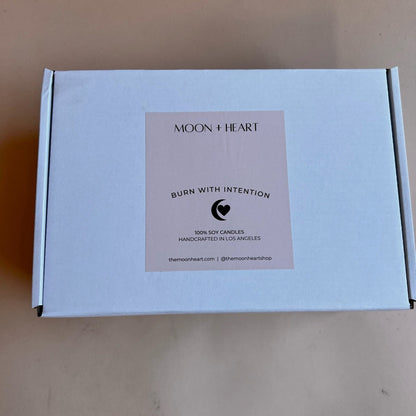 MOON + HEART
BURN WITH INTENTION
100% SOY CANDLES
HANDCRAFTED IN LOS ANGELES
themoonheart.com | @themoonheartshop